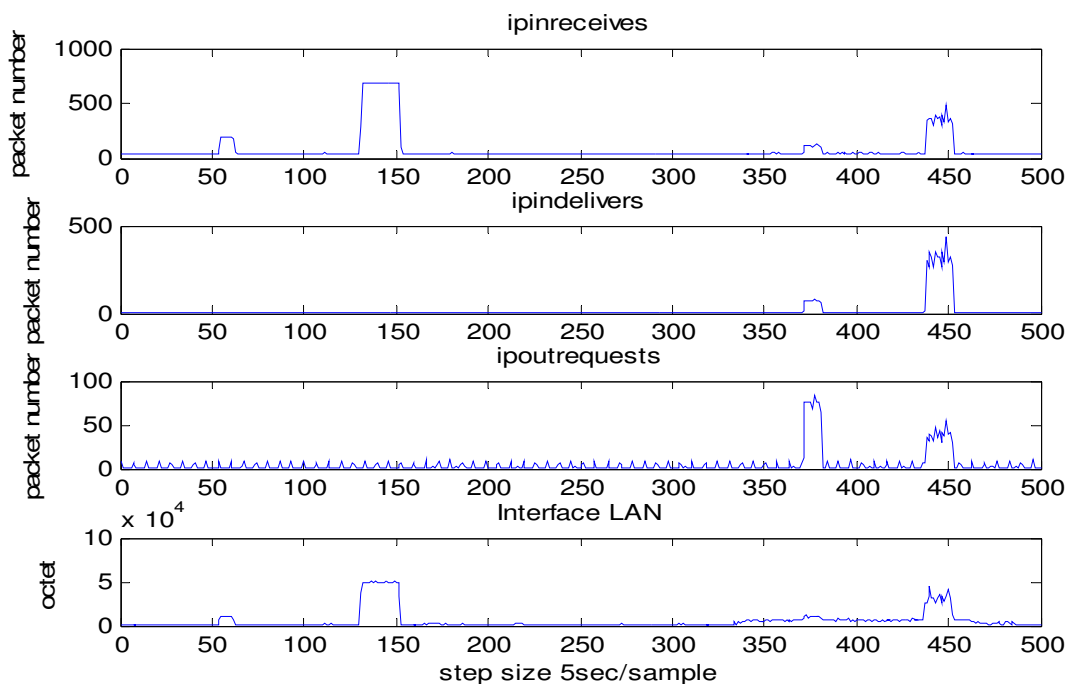 ipinreceives
packet number
1000
500
0
0 50 100 150 200 250 300 350 400 450 500
ipindelivers
packet number
500
0
0 50 100 150 200 250 300 350 400 450 500
ipoutrequests
packet number
100
50
0
0 50 100 150 200 250 300 350 400 450 500
x 10^4
Interface LAN
octet
10
5
0
0 50 100 150 200 250 300 350 400 450 500
step size 5sec/sample